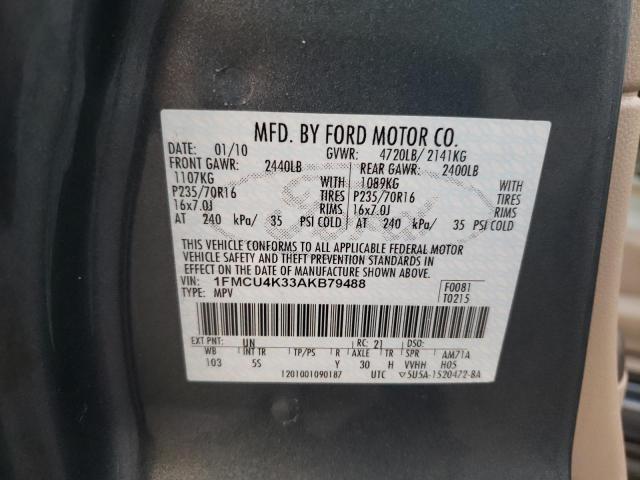 MFD. BY FORD MOTOR CO.
DATE: 01/10 GVWR: 4720LB/ 2141KG
FRONT GAWR: 2440LB REAR GAWR: 2400LB
1107KG WITH 1089KG WITH
P235/70R16 TIRES P235/70R16 TIRES
16x7.0J RIMS 16x7.0J RIMS
AT 240 kPa/ 35 PSI COLD AT 240 kPa/ 35 PSI COLD
THIS VEHICLE CONFORMS TO ALL APPLICABLE FEDERAL MOTOR
VEHICLE SAFETY AND THEFT PREVENTION STANDARDS IN
EFFECT ON THE DATE OF MANUFACTURE SHOWN ABOVE.
VIN: 1FMCU4K33AKB79488 F0081
TYPE: MPV T0215
EXT PNT: UN RC: 21 DSO:
WB INT TR TP/PS R AXLE TR SPR AM71A
103 5S Y 30 H VVHH H05
1201001090187 UTC 5U5A-1520472-BA